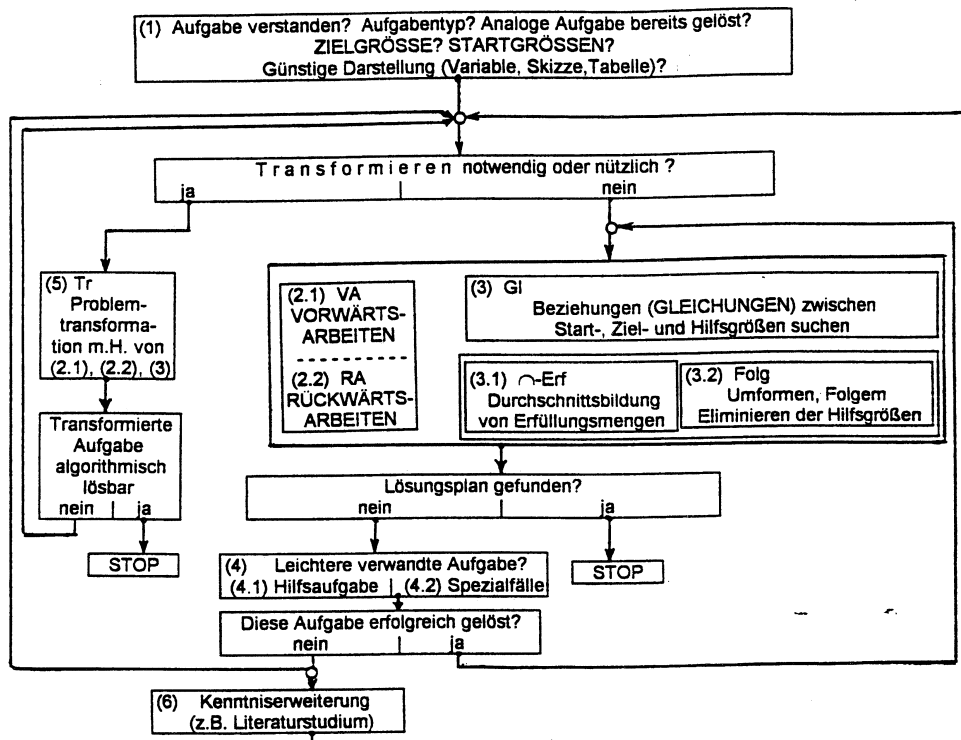 (1) Aufgabe verstanden? Aufgabentyp? Analoge Aufgabe bereits gelöst?
ZIELGRÖSSE? STARTGRÖSSEN?
Günstige Darstellung (Variable, Skizze,Tabelle)?
Transformieren notwendig oder nützlich ?
ja
nein
(5) Tr
Problem-
transforma-
tion m.H. von
(2.1), (2.2), (3)
Transformierte
Aufgabe
algorithmisch
lösbar
nein ja
STOP
(2.1) VA
VORWÄRTS-
ARBEITEN
(2.2) RA
RÜCKWÄRTS-
ARBEITEN
(3) Gl
Beziehungen (GLEICHUNGEN) zwischen
Start-, Ziel- und Hilfsgrößen suchen
(3.1) ∩-Erf
Durchschnittsbildung
von Erfüllungsmengen
(3.2) Folg
Umformen, Folgern
Eliminieren der Hilfsgrößen
Lösungsplan gefunden?
nein ja
STOP
(4) Leichtere verwandte Aufgabe?
(4.1) Hilfsaufgabe (4.2) Spezialfälle
Diese Aufgabe erfolgreich gelöst?
nein ja
(6) Kenntniserweiterung
(z.B. Literaturstudium)